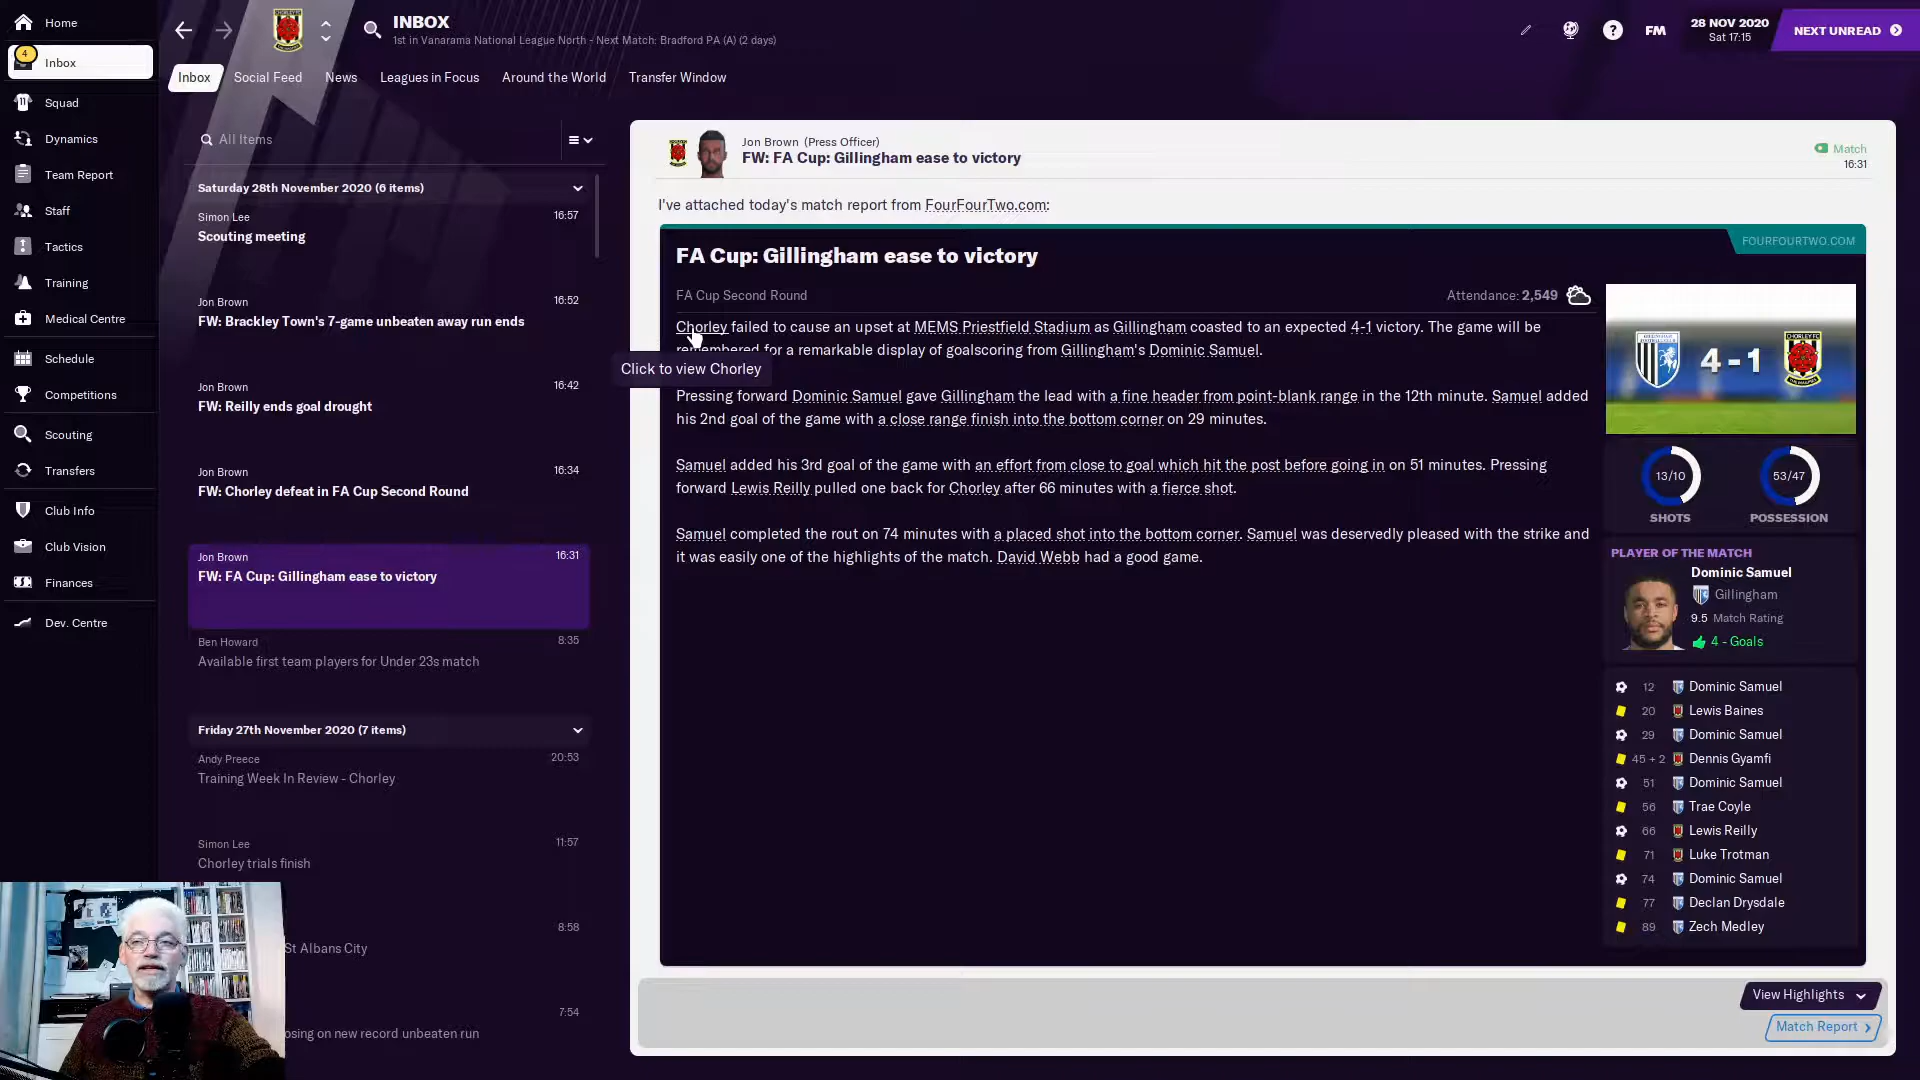 Home
4
Inbox
Squad
Dynamics
Team Report
Staff
Tactics
Training
Medical Centre
Schedule
Competitions
Scouting
Transfers
Club Info
Club Vision
Finances
Dev. Centre
INBOX
1st in Vanarama National League North - Next Match: Bradford PA (A) (2 days)
FM
28 NOV 2020
Sat 17:15
NEXT UNREAD
Inbox
Social Feed
News
Leagues in Focus
Around the World
Transfer Window
All Items
Saturday 28th November 2020 (6 items)
Simon Lee
16:57
Scouting meeting
Jon Brown
16:52
FW: Brackley Town's 7-game unbeaten away run ends
Jon Brown
16:42
FW: Reilly ends goal drought
Jon Brown
16:34
FW: Chorley defeat in FA Cup Second Round
Jon Brown
16:31
FW: FA Cup: Gillingham ease to victory
Ben Howard
8:35
Available first team players for Under 23s match
Friday 27th November 2020 (7 items)
Andy Preece
20:53
Training Week In Review - Chorley
Simon Lee
11:57
Chorley trials finish
8:58
St Albans City
7:54
osing on new record unbeaten run
Jon Brown (Press Officer)
FW: FA Cup: Gillingham ease to victory
Match
16:31
I've attached today's match report from FourFourTwo.com:
FOURFOURTWO.COM
FA Cup: Gillingham ease to victory
FA Cup Second Round
Attendance: 2,549
Chorley failed to cause an upset at MEMS Priestfield Stadium as Gillingham coasted to an expected 4-1 victory. The game will be
remembered for a remarkable display of goalscoring from Gillingham's Dominic Samuel.
Click to view Chorley
Pressing forward Dominic Samuel gave Gillingham the lead with a fine header from point-blank range in the 12th minute. Samuel added
his 2nd goal of the game with a close range finish into the bottom corner on 29 minutes.
Samuel added his 3rd goal of the game with an effort from close to goal which hit the post before going in on 51 minutes. Pressing
forward Lewis Reilly pulled one back for Chorley after 66 minutes with a fierce shot.
Samuel completed the rout on 74 minutes with a placed shot into the bottom corner. Samuel was deservedly pleased with the strike and
it was easily one of the highlights of the match. David Webb had a good game.
4 - 1
13/10
53/47
SHOTS
POSSESSION
PLAYER OF THE MATCH
Dominic Samuel
Gillingham
9.5 Match Rating
4 - Goals
12 Dominic Samuel
20 Lewis Baines
29 Dominic Samuel
45 + 2 Dennis Gyamfi
51 Dominic Samuel
56 Trae Coyle
66 Lewis Reilly
71 Luke Trotman
74 Dominic Samuel
77 Declan Drysdale
89 Zech Medley
View Highlights
Match Report